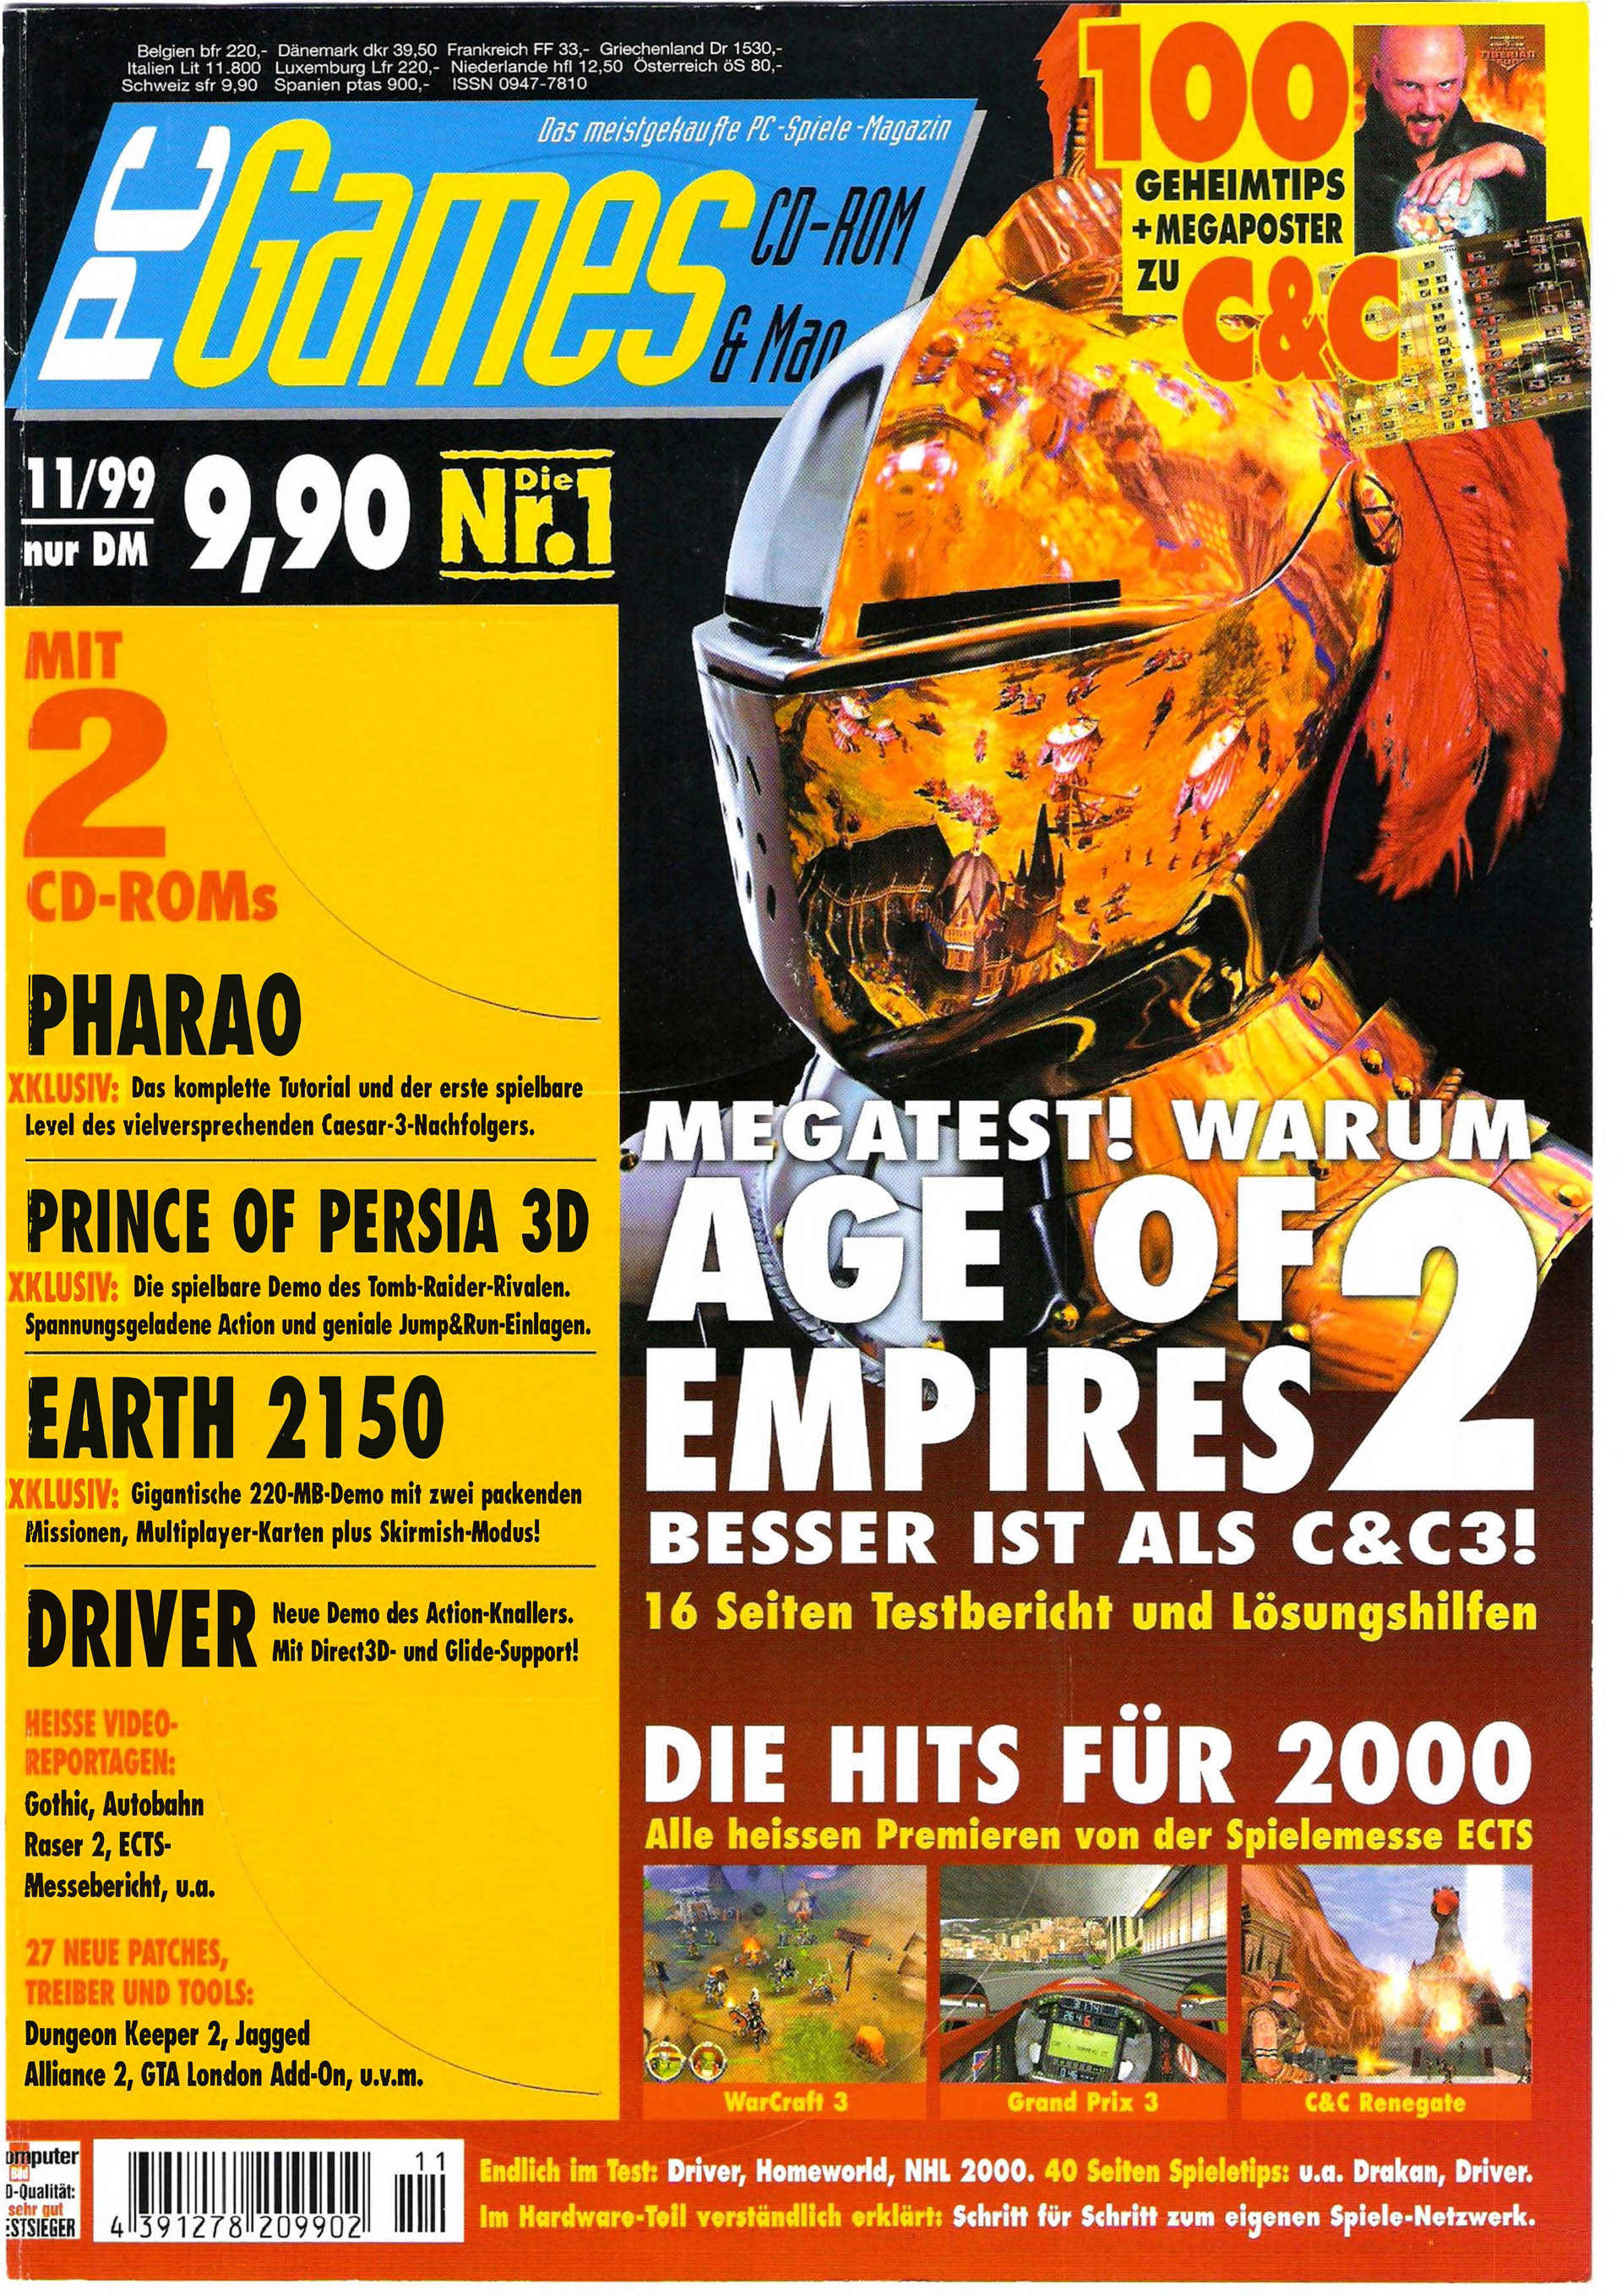 Belgien bfr 220,- Dänemark dkr 39,50 Frankreich FF 33,- Griechenland Dr 1530,-
Italien Lit 11.800 Luxemburg Lfr 220,- Niederlande hfl 12,50 Österreich öS 80,-
Schweiz sfr 9,90 Spanien ptas 900,- ISSN 0947-7810
Das meistgekaufte PC-Spiele-Magazin
PC Games
CD-ROM
& Mag
100
GEHEIMTIPS
+MEGAPOSTER
ZU C&C
TIBERIAN
11/99
nur DM
9,90
Die
Nr.1
MIT
2
CD-ROMs
PHARAO
XKLUSIV: Das komplette Tutorial und der erste spielbare
Level des vielversprechenden Caesar-3-Nachfolgers.
PRINCE OF PERSIA 3D
XKLUSIV: Die spielbare Demo des Tomb-Raider-Rivalen.
Spannungsgeladene Action und geniale Jump&Run-Einlagen.
EARTH 2150
XKLUSIV: Gigantische 220-MB-Demo mit zwei packenden
Missionen, Multiplayer-Karten plus Skirmish-Modus!
DRIVER
Neue Demo des Action-Knallers.
Mit Direct3D- und Glide-Support!
HEISSE VIDEO-
REPORTAGEN:
Gothic, Autobahn
Raser 2, ECTS-
Messebericht, u.a.
27 NEUE PATCHES,
TREIBER UND TOOLS:
Dungeon Keeper 2, Jagged
Alliance 2, GTA London Add-On, u.v.m.
MEGATEST! WARUM
AGE OF
EMPIRES 2
BESSER IST ALS C&C3!
16 Seiten Testbericht und Lösungshilfen
DIE HITS FÜR 2000
Alle heissen Premieren von der Spielemesse ECTS
WarCraft 3
Grand Prix 3
C&C Renegate
omputer
Bild
D-Qualität:
sehr gut
ESTSIEGER
11
4 391278 209902
Endlich im Test: Driver, Homeworld, NHL 2000. 40 Seiten Spieletips: u.a. Drakan, Driver.
Im Hardware-Teil verständlich erklärt: Schritt für Schritt zum eigenen Spiele-Netzwerk.